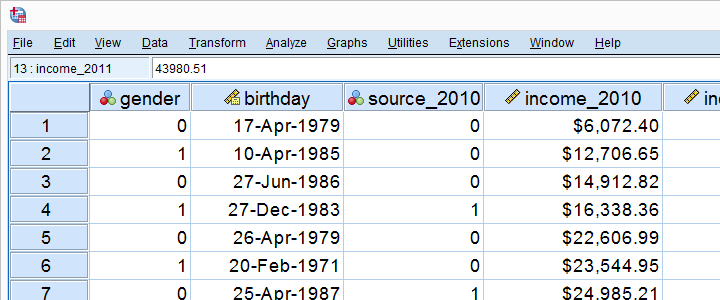 File Edit View Data Transform Analyze Graphs Utilities Extensions Window Help
13 : income_2011 43980.51
gender birthday source_2010 income_2010
1 0 17-Apr-1979 0 $6,072.40
2 1 10-Apr-1985 0 $12,706.65
3 0 27-Jun-1986 0 $14,912.82
4 1 27-Dec-1983 1 $16,338.36
5 0 26-Apr-1979 0 $22,606.99
6 1 20-Feb-1971 0 $23,544.95
7 0 25-Apr-1987 1 $24,985.21